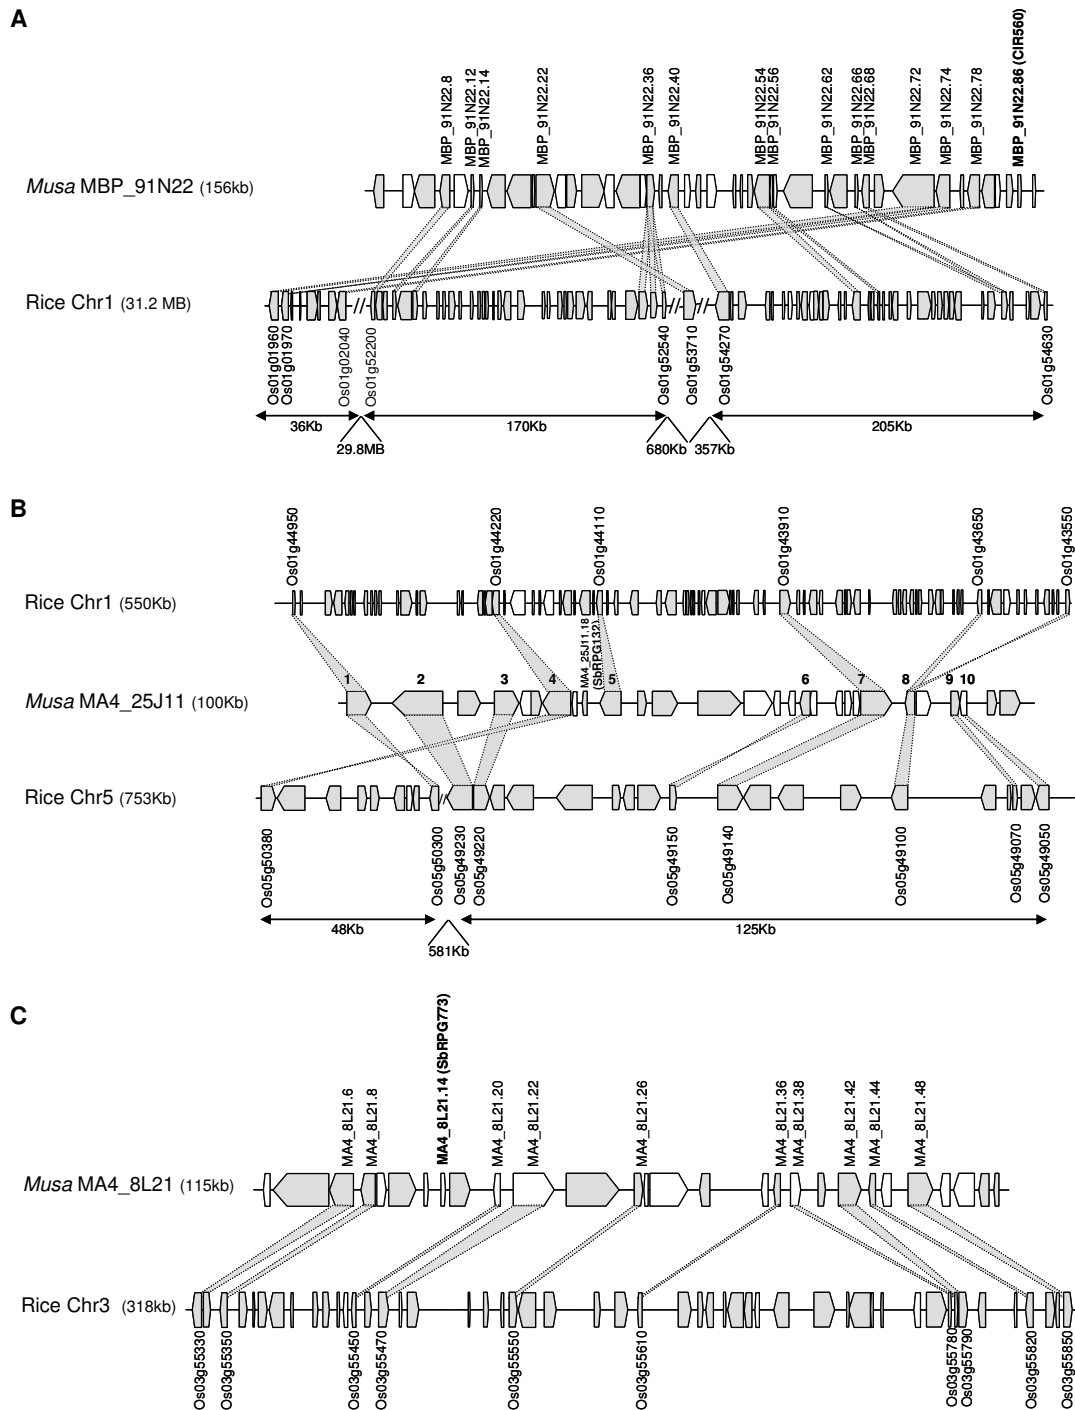 A
MBP_91N22.8
MBP_91N22.12
MBP_91N22.14
MBP_91N22.22
MBP_91N22.36
MBP_91N22.40
MBP_91N22.54
MBP_91N22.56
MBP_91N22.62
MBP_91N22.66
MBP_91N22.68
MBP_91N22.72
MBP_91N22.74
MBP_91N22.78
MBP_91N22.86 (CIR560)
Musa MBP_91N22 (156kb)
Rice Chr1 (31.2 MB)
Os01g01960
Os01g01970
Os01g02040
Os01g52200
Os01g52540
Os01g53710
Os01g54270
Os01g54630
36Kb
170Kb
205Kb
29.8MB
680Kb
357Kb
B
Os01g44950
Os01g44220
Os01g44110
Os01g43910
Os01g43650
Os01g43550
Rice Chr1 (550Kb)
MA4_25J11.18
(SbRPG132)
1 2 3 4 5 6 7 8 9 10
Musa MA4_25J11 (100Kb)
Rice Chr5 (753Kb)
Os05g50380
Os05g50300
Os05g49230
Os05g49220
Os05g49150
Os05g49140
Os05g49100
Os05g49070
Os05g49050
48Kb
125Kb
581Kb
C
MA4_8L21.6
MA4_8L21.8
MA4_8L21.14 (SbRPG773)
MA4_8L21.20
MA4_8L21.22
MA4_8L21.26
MA4_8L21.36
MA4_8L21.38
MA4_8L21.42
MA4_8L21.44
MA4_8L21.48
Musa MA4_8L21 (115kb)
Rice Chr3 (318kb)
Os03g55330
Os03g55350
Os03g55450
Os03g55470
Os03g55550
Os03g55610
Os03g55780
Os03g55790
Os03g55820
Os03g55850